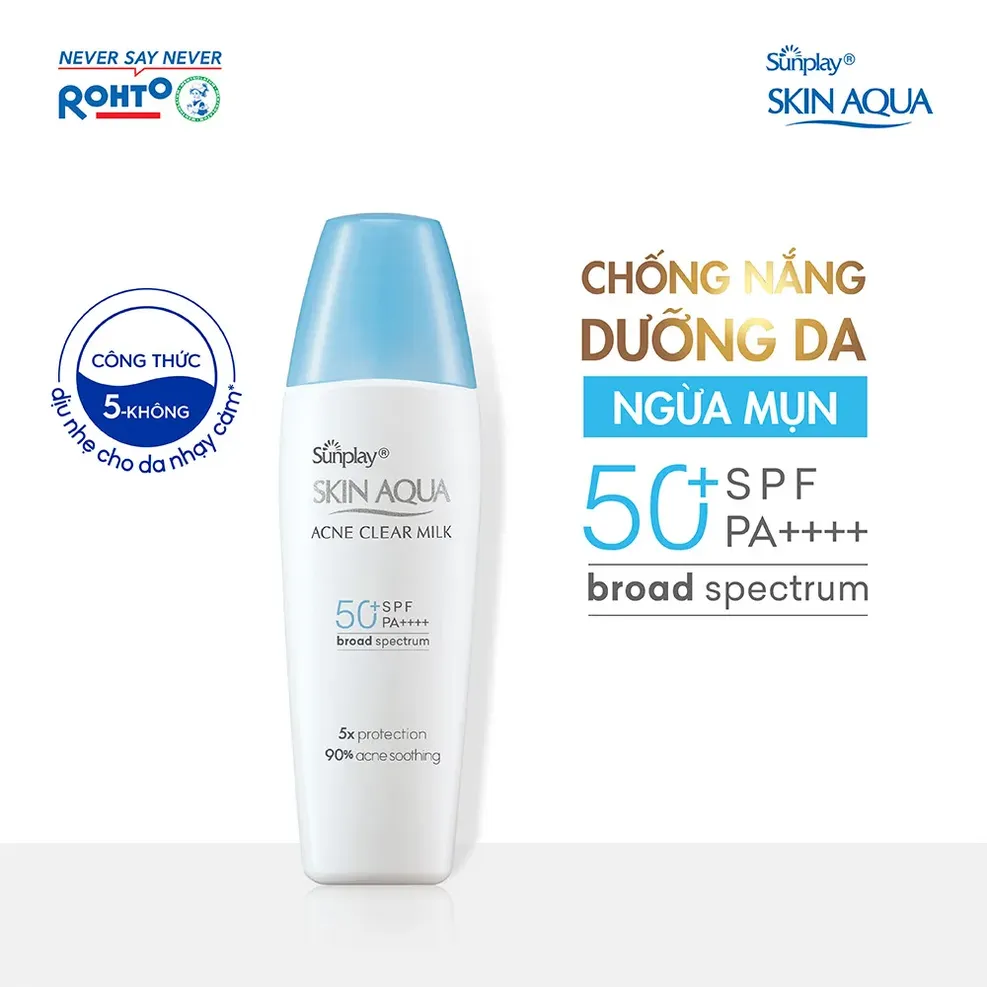 NEVER SAY NEVER
ROHTO
Sunplay®
SKIN AQUA
CÔNG THỨC
5-KHÔNG
dịu nhẹ cho da nhạy cảm*
Sunplay®
SKIN AQUA
ACNE CLEAR MILK
50+ SPF
PA++++
broad spectrum
5x protection
90% acne soothing
CHỐNG NẮNG
DƯỠNG DA
NGỪA MỤN
50+ SPF
PA++++
broad spectrum